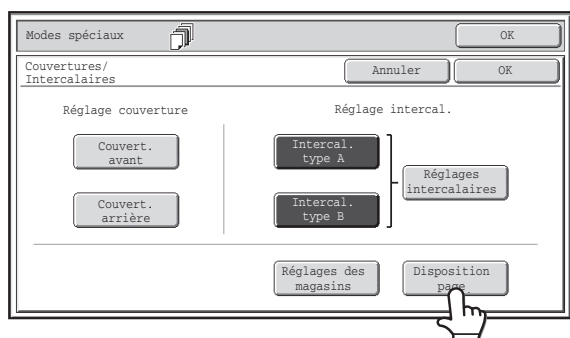 Modes spéciaux
OK
Couvertures/
Intercalaires
Annuler
OK
Réglage couverture
Réglage intercal.
Couvert.
avant
Intercal.
type A
Réglages
intercalaires
Couvert.
arrière
Intercal.
type B
Réglages des
magasins
Disposition
page